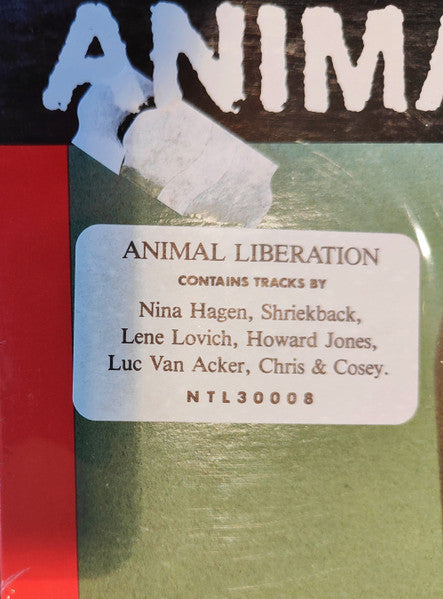 ANIMA
ANIMAL LIBERATION
CONTAINS TRACKS BY
Nina Hagen, Shriekback,
Lene Lovich, Howard Jones,
Luc Van Acker, Chris & Cosey.
NTL30008